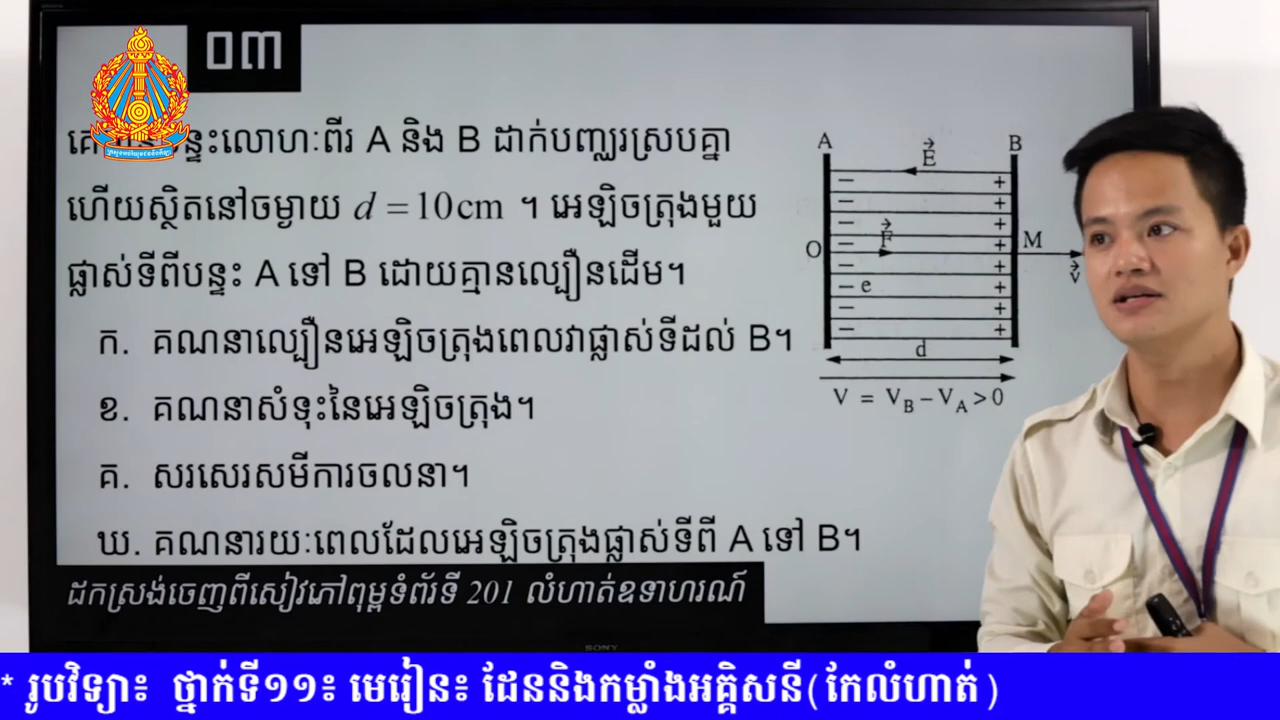 ០៣
បន្ទះលោហៈពីរ A និង B ដាក់បញ្ឈរស្របគ្នា
ហើយស្ថិតនៅចម្ងាយ d = 10cm ។ អេឡិចត្រុងមួយ
ផ្លាស់ទីពីបន្ទះ A ទៅ B ដោយគ្មានល្បឿនដើម។
ក. គណនាល្បឿនអេឡិចត្រុងពេលវាផ្លាស់ទីដល់ B។
ខ. គណនាសំទុះនៃអេឡិចត្រុង។
គ. សរសេរសមីការចលនា។
ឃ. គណនារយៈពេលដែលអេឡិចត្រុងផ្លាស់ទីពី A ទៅ B។
ដកស្រង់ចេញពីសៀវភៅពុម្ពទំព័រទី 201 លំហាត់ឧទាហរណ៍
A B
E⃗
− +
− +
− +
− +
F⃗
O M
v⃗
− +
− e +
− +
− +
d
V = V_B − V_A > 0
SONY
* រូបវិទ្យា៖ ថ្នាក់ទី១១៖ មេរៀន៖ ដែននិងកម្លាំងអគ្គិសនី(កែលំហាត់)